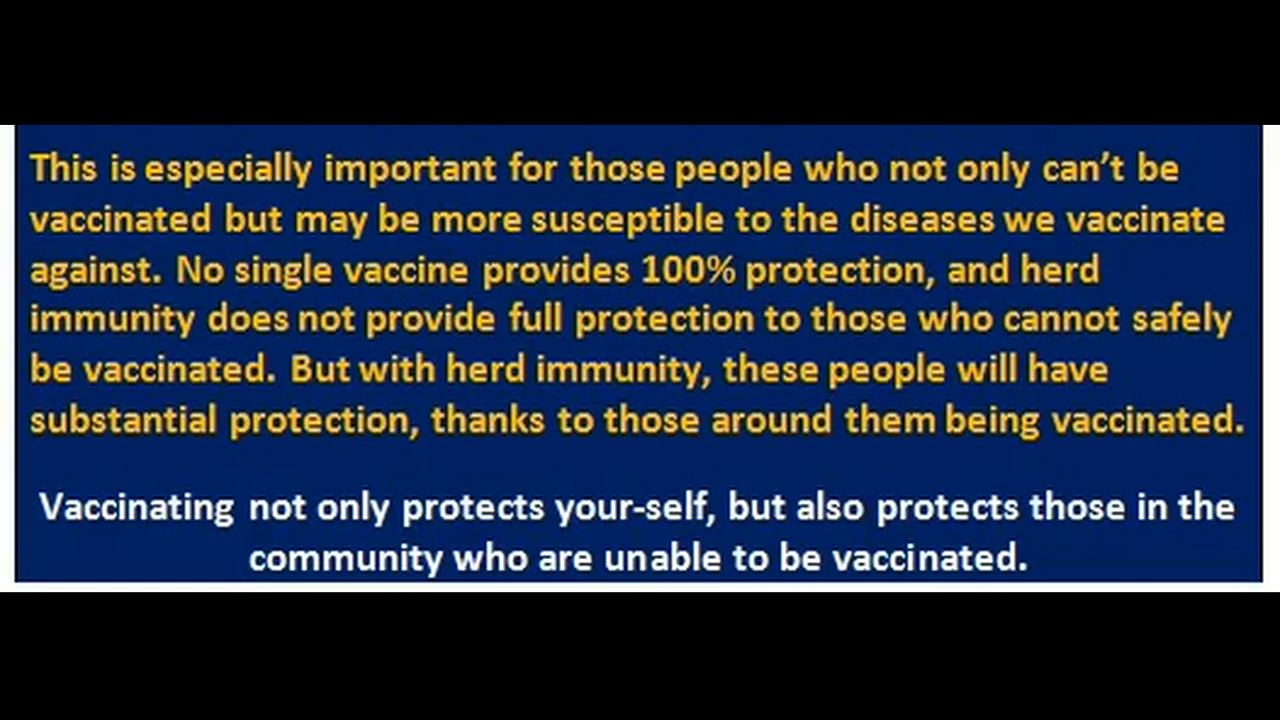 This is especially important for those people who not only can't be
vaccinated but may be more susceptible to the diseases we vaccinate
against. No single vaccine provides 100% protection, and herd
immunity does not provide full protection to those who cannot safely
be vaccinated. But with herd immunity, these people will have
substantial protection, thanks to those around them being vaccinated.
Vaccinating not only protects your-self, but also protects those in the
community who are unable to be vaccinated.